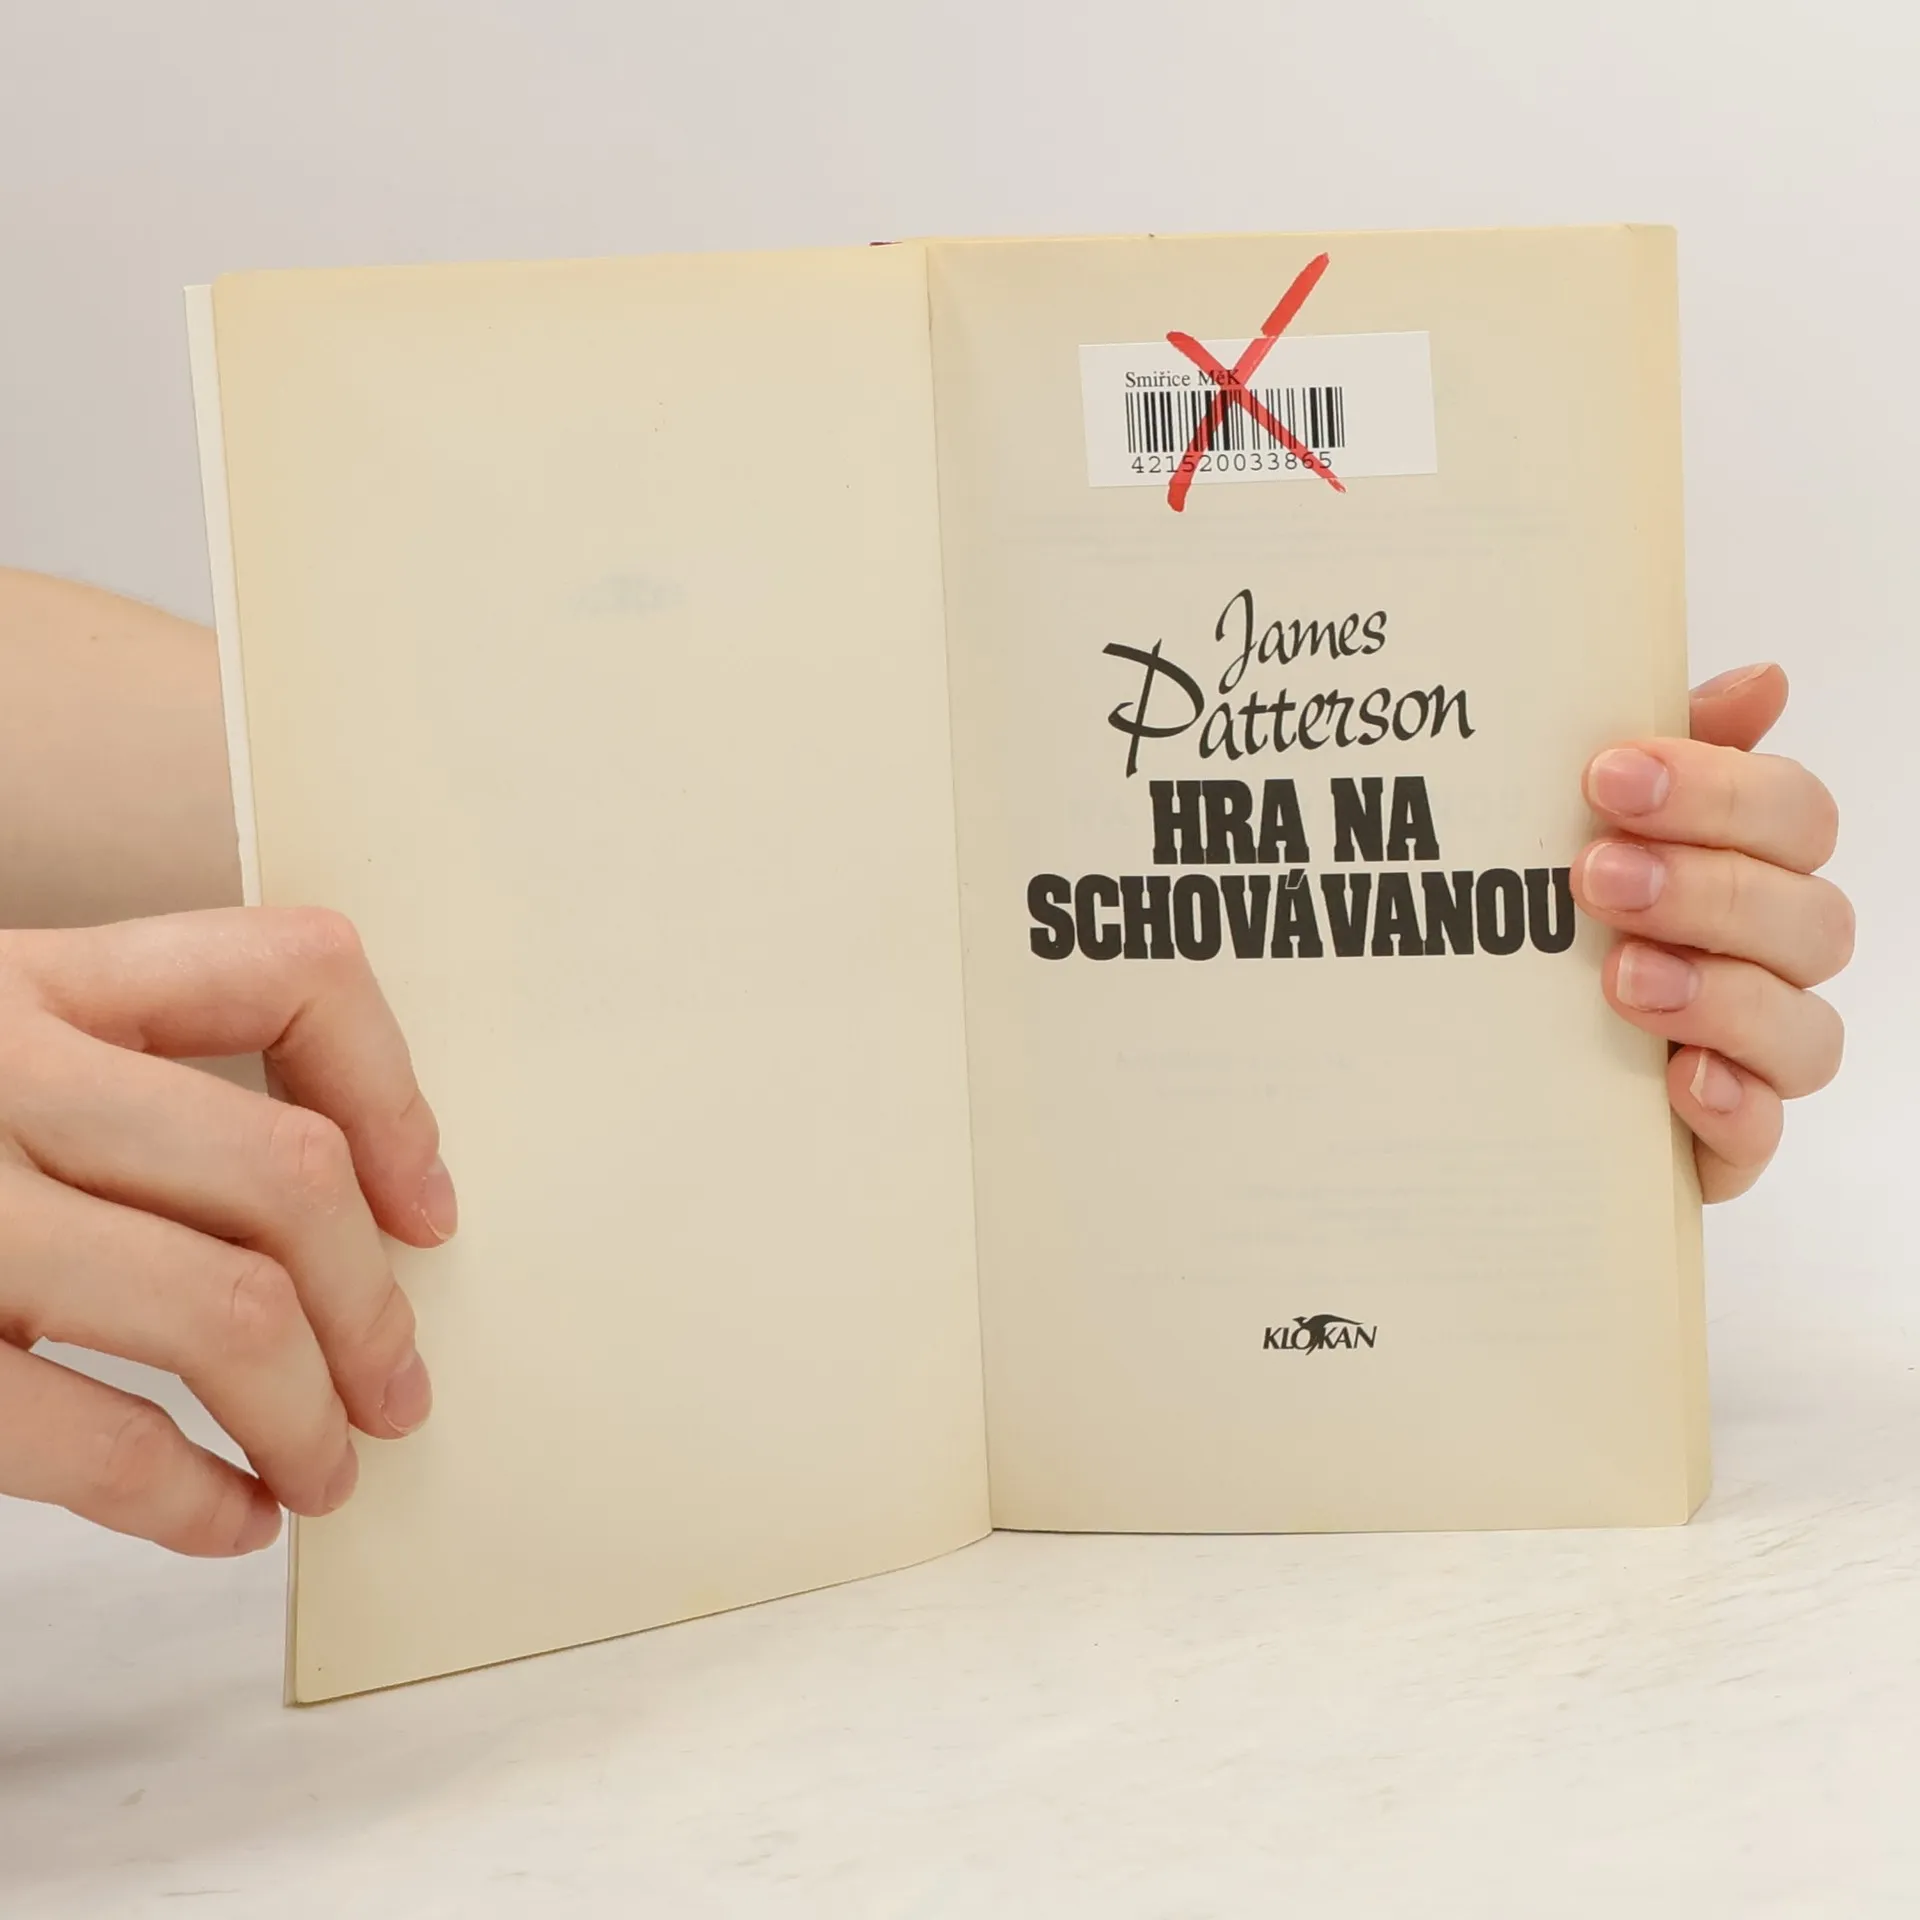 Smiřice MěK
421520033865
James
Patterson
HRA NA
SCHOVÁVANOU
KLOKAN